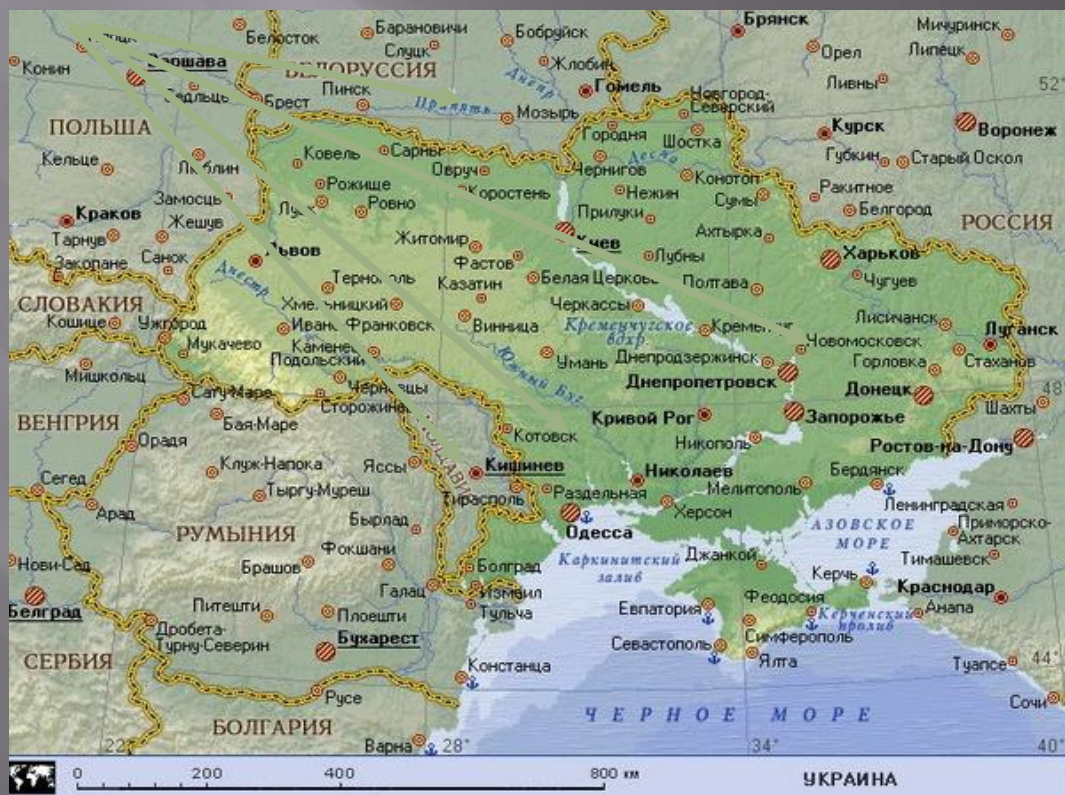 Белосток
Барановичи
Слуцк
Бобруйск
Брянск
Мичуринск
Конин
Варшава
БЕЛОРУССИЯ
Жлобин
Орел
Липецк
Днепр
Гомель
Ливны
52°
Седльць
Брест
Пинск
Припять
Мозырь
Новгород-
Северский
ПОЛЬША
Городня
Шостка
Курск
Воронеж
Кельце
Люблин
Ковель
Сарны
Овруч
Чернигов
Десна
Конотоп
Губкин
Старый Оскол
Замосць
Рожище
Коростень
Нежин
Сумы
Ракитное
Краков
Жешув
Ровно
Прилуки
Белгород
РОССИЯ
Тарнув
Санок
Львов
Житомир
Киев
Ахтырка
Харьков
Закопане
Днестр
Фастов
Лубны
Чугуев
СЛОВАКИЯ
Тернополь
Казатин
Белая Церковь
Полтава
Кошице
Ужгород
Хмельницкий
Черкассы
Лисичанск
Мукачево
Франковск
Винница
Кременчугское
вдхр.
Кременчуг
Луганск
Мишкольц
Каменец
Подольский
Южный Буг
Умань
Днепродзержинск
Новомосковск
Горловка
Стаханов
Сату-Маре
Черновцы
Днепропетровск
Донецк
48°
ВЕНГРИЯ
Бая-Маре
Сторожинец
Кривой Рог
Запорожье
Шахты
Орадя
Котовск
Никополь
Ростов-на-Дону
Сегед
Клуж-Напока
Яссы
Кишинев
Николаев
Бердянск
Арад
Тыргу-Муреш
Тирасполь
Раздельная
Мелитополь
Ленинградская
РУМЫНИЯ
Бырлад
Одесса
Херсон
АЗОВСКОЕ
МОРЕ
Приморско-
Ахтарск
Нови-Сад
Брашов
Фокшани
Болград
Каркинитский
залив
Джанкой
Тимашевск
Белград
Галац
Измаил
Керчь
Краснодар
Питешти
Плоешти
Тульча
Евпатория
Феодосия
Керченский
пролив
Анапа
Дробета-
Турну-Северин
Бухарест
Севастополь
Симферополь
СЕРБИЯ
Констанца
Ялта
Туапсе
44°
Русе
ЧЕРНОЕ МОРЕ
Сочи
БОЛГАРИЯ
Варна
22°
28°
34°
40°
0 200 400 800 км
УКРАИНА